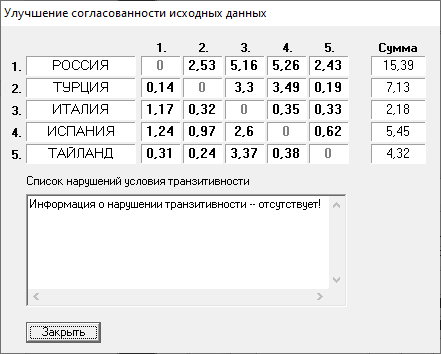 Улучшение согласованности исходных данных
1. 2. 3. 4. 5. Сумма
1. РОССИЯ 0 2,53 5,16 5,26 2,43 15,39
2. ТУРЦИЯ 0,14 0 3,3 3,49 0,19 7,13
3. ИТАЛИЯ 1,17 0,32 0 0,35 0,33 2,18
4. ИСПАНИЯ 1,24 0,97 2,6 0 0,62 5,45
5. ТАЙЛАНД 0,31 0,24 3,37 0,38 0 4,32
Список нарушений условия транзитивности
Информация о нарушении транзитивности -- отсутствует!
Закрыть